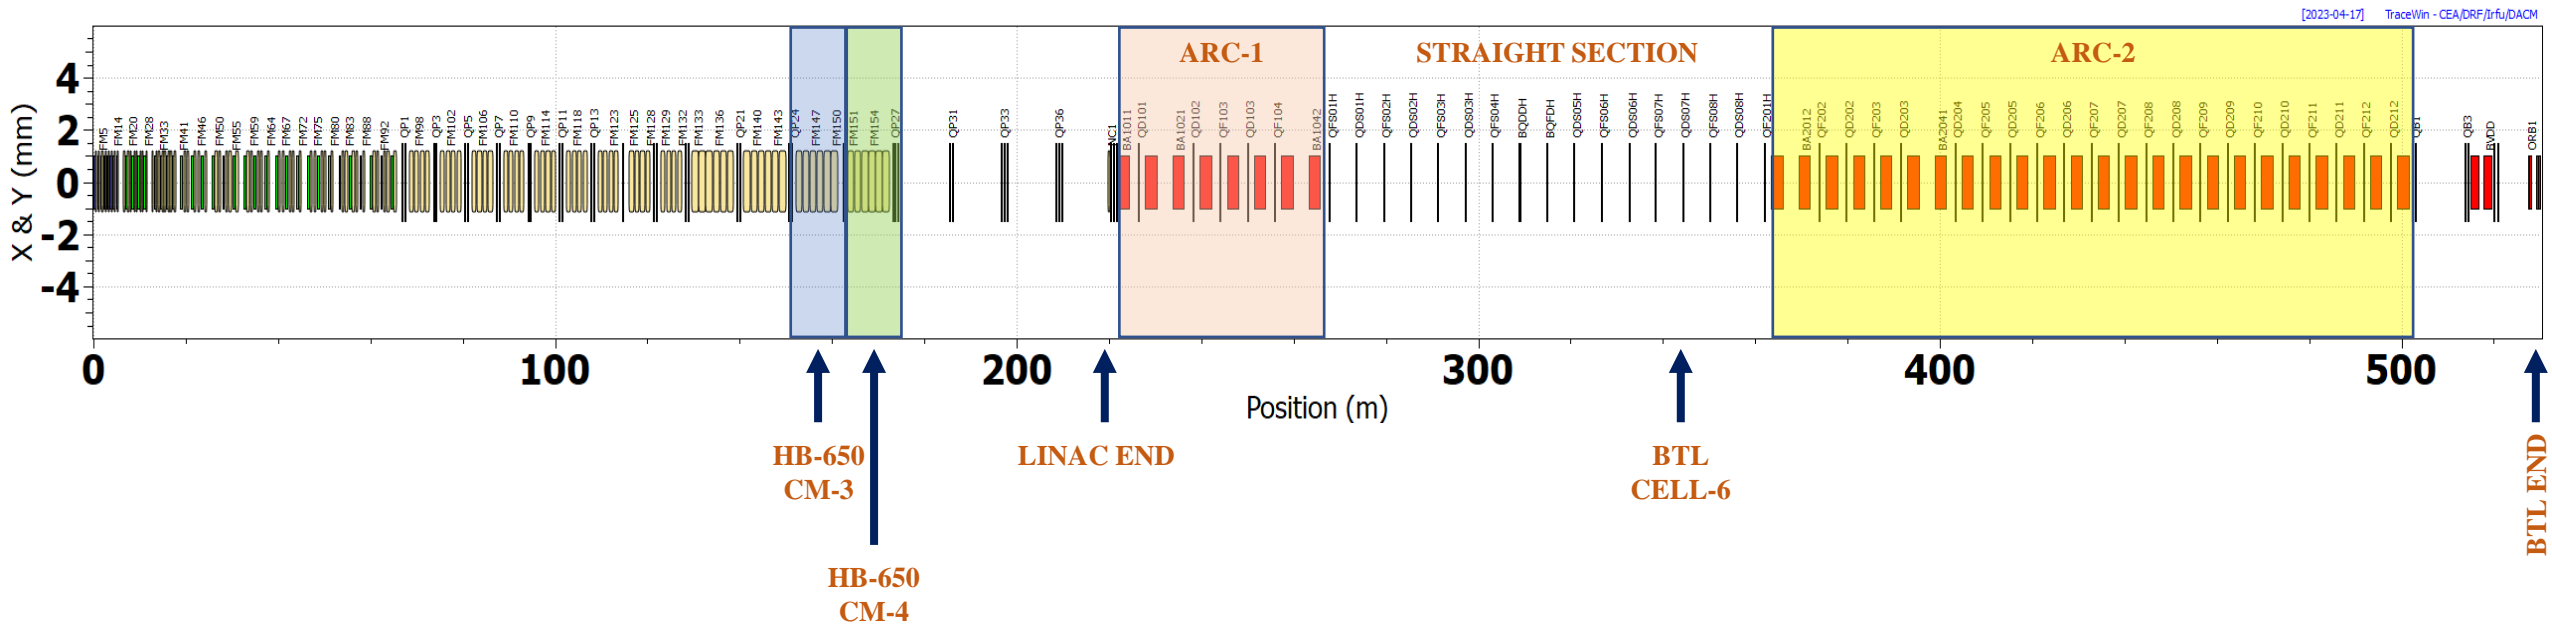 [2023-04-17] TraceWin - CEA/DRF/Irfu/DACM
ARC-1 STRAIGHT SECTION ARC-2
X & Y (mm)
4
2
0
-2
-4
FM5 FM14 FM20 FM28 FM33 FM41 FM46 FM50 FM55 FM59 FM64 FM67 FM72 FM75 FM80 FM83 FM88 FM92 QP1 FM98 QP3 FM102 QP5 FM106 QP7 FM110 QP9 FM114 QP11 FM118 QP13 FM123 FM125 FM128 FM129 FM132 FM133 FM136 QP21 FM140 FM143 QP24 FM147 FM150 FM151 FM154 QP27 QP31 QP33 QP36 NC1 BA1011 QD101 BA1021 QD102 QF103 QD103 QF104 BA1042 QFS01H QDS01H QFS02H QDS02H QFS03H QDS03H QFS04H BQDDH BQFDH QDS05H QFS06H QDS06H QFS07H QDS07H QFS08H QDS08H QF201H BA2012 QF202 QD202 QF203 QD203 BA2041 QD204 QF205 QD205 QF206 QD206 QF207 QD207 QF208 QD208 QF209 QD209 QF210 QD210 QF211 QD211 QF212 QD212 QB1 QB3 BVDD ORB1
0 100 200 300 400 500
Position (m)
HB-650
CM-3
LINAC END
BTL
CELL-6
BTL END
HB-650
CM-4